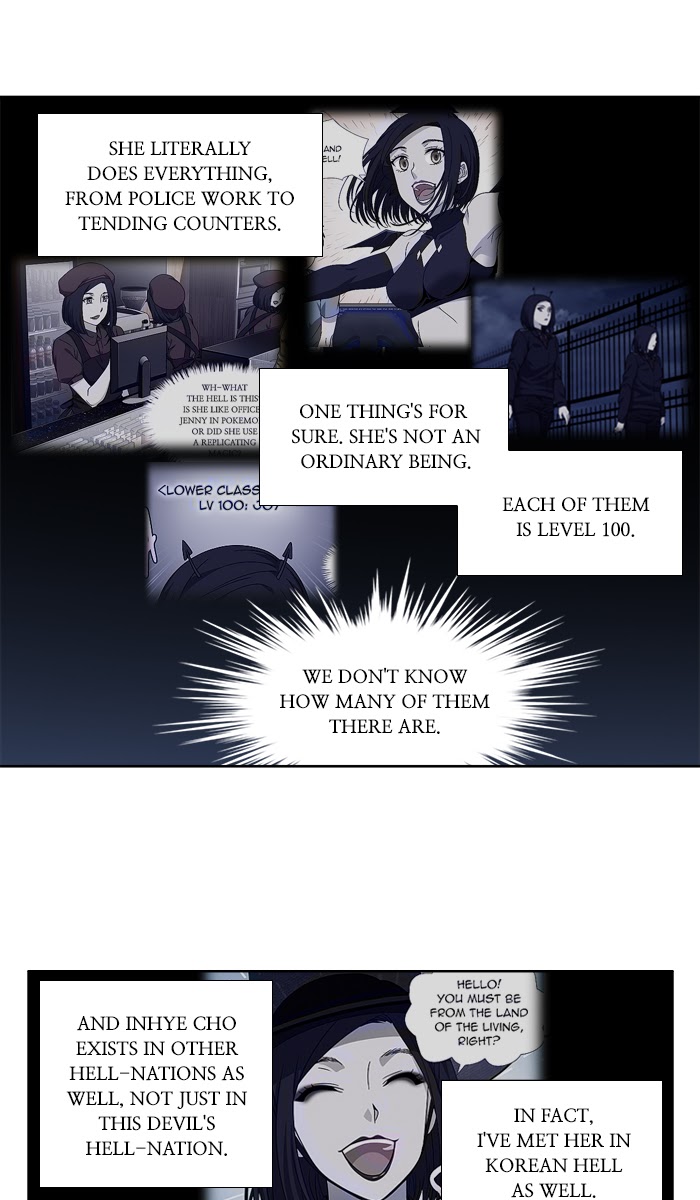 SHE LITERALLY
DOES EVERYTHING,
FROM POLICE WORK TO
TENDING COUNTERS.
AND
ELL!
WH-WHAT
THE HELL IS THIS
IS SHE LIKE OFFICE
JENNY IN POKEMO
OR DID SHE USE
A REPLICATING
ONE THING'S FOR
SURE. SHE'S NOT AN
ORDINARY BEING.
EACH OF THEM
IS LEVEL 100.
<LOWER CLASS
LV 100:
WE DON'T KNOW
HOW MANY OF THEM
THERE ARE.
HELLO!
YOU MUST BE
FROM THE LAND
OF THE LIVING,
RIGHT?
AND INHYE CHO
EXISTS IN OTHER
HELL-NATIONS AS
WELL, NOT JUST IN
THIS DEVIL'S
HELL-NATION.
IN FACT,
I'VE MET HER IN
KOREAN HELL
AS WELL.